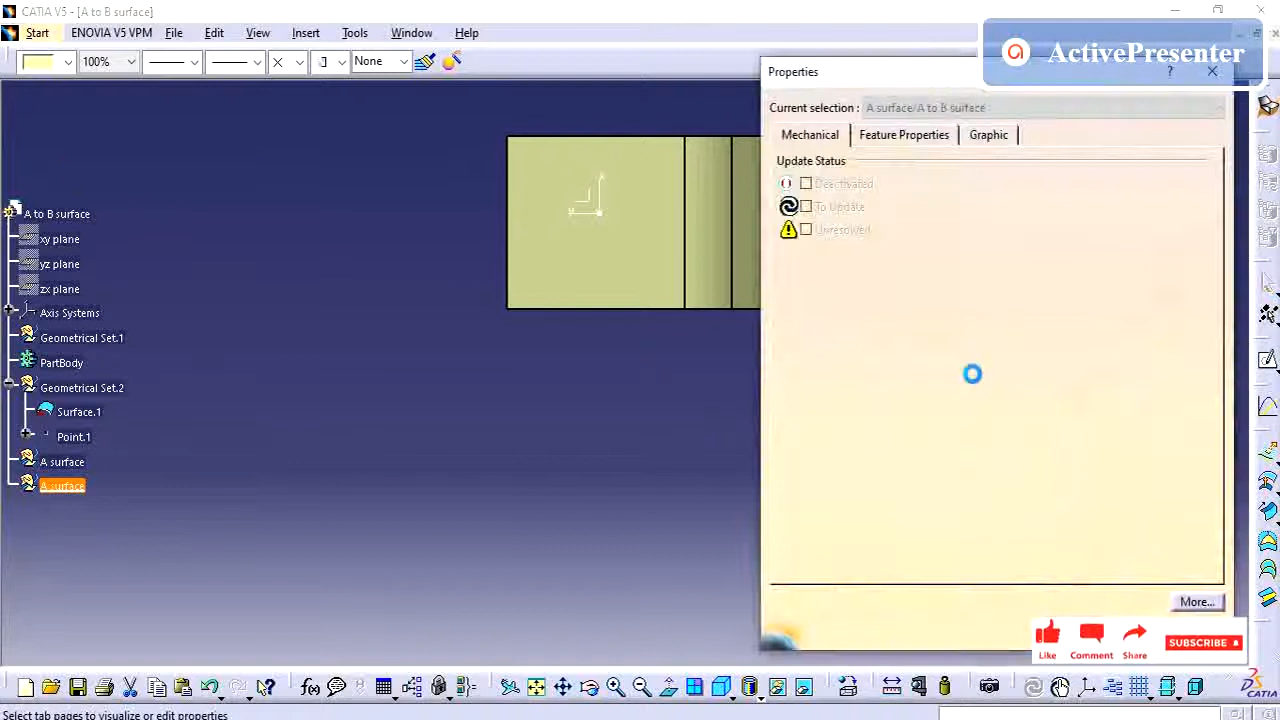 CATIA V5 - [A to B surface]
Start ENOVIA V5 VPM File Edit View Insert Tools Window Help
ActivePresenter
100% None
Properties ?
Current selection : A surface/A to B surface
Mechanical Feature Properties Graphic
Update Status
Deactivated
To Update
Unresolved
A to B surface
xy plane
yz plane
zx plane
Axis Systems
Geometrical Set.1
PartBody
Geometrical Set.2
Surface.1
Point.1
A surface
A surface
More...
Like Comment Share SUBSCRIBE
CATIA
Select tab pages to visualize or edit properties